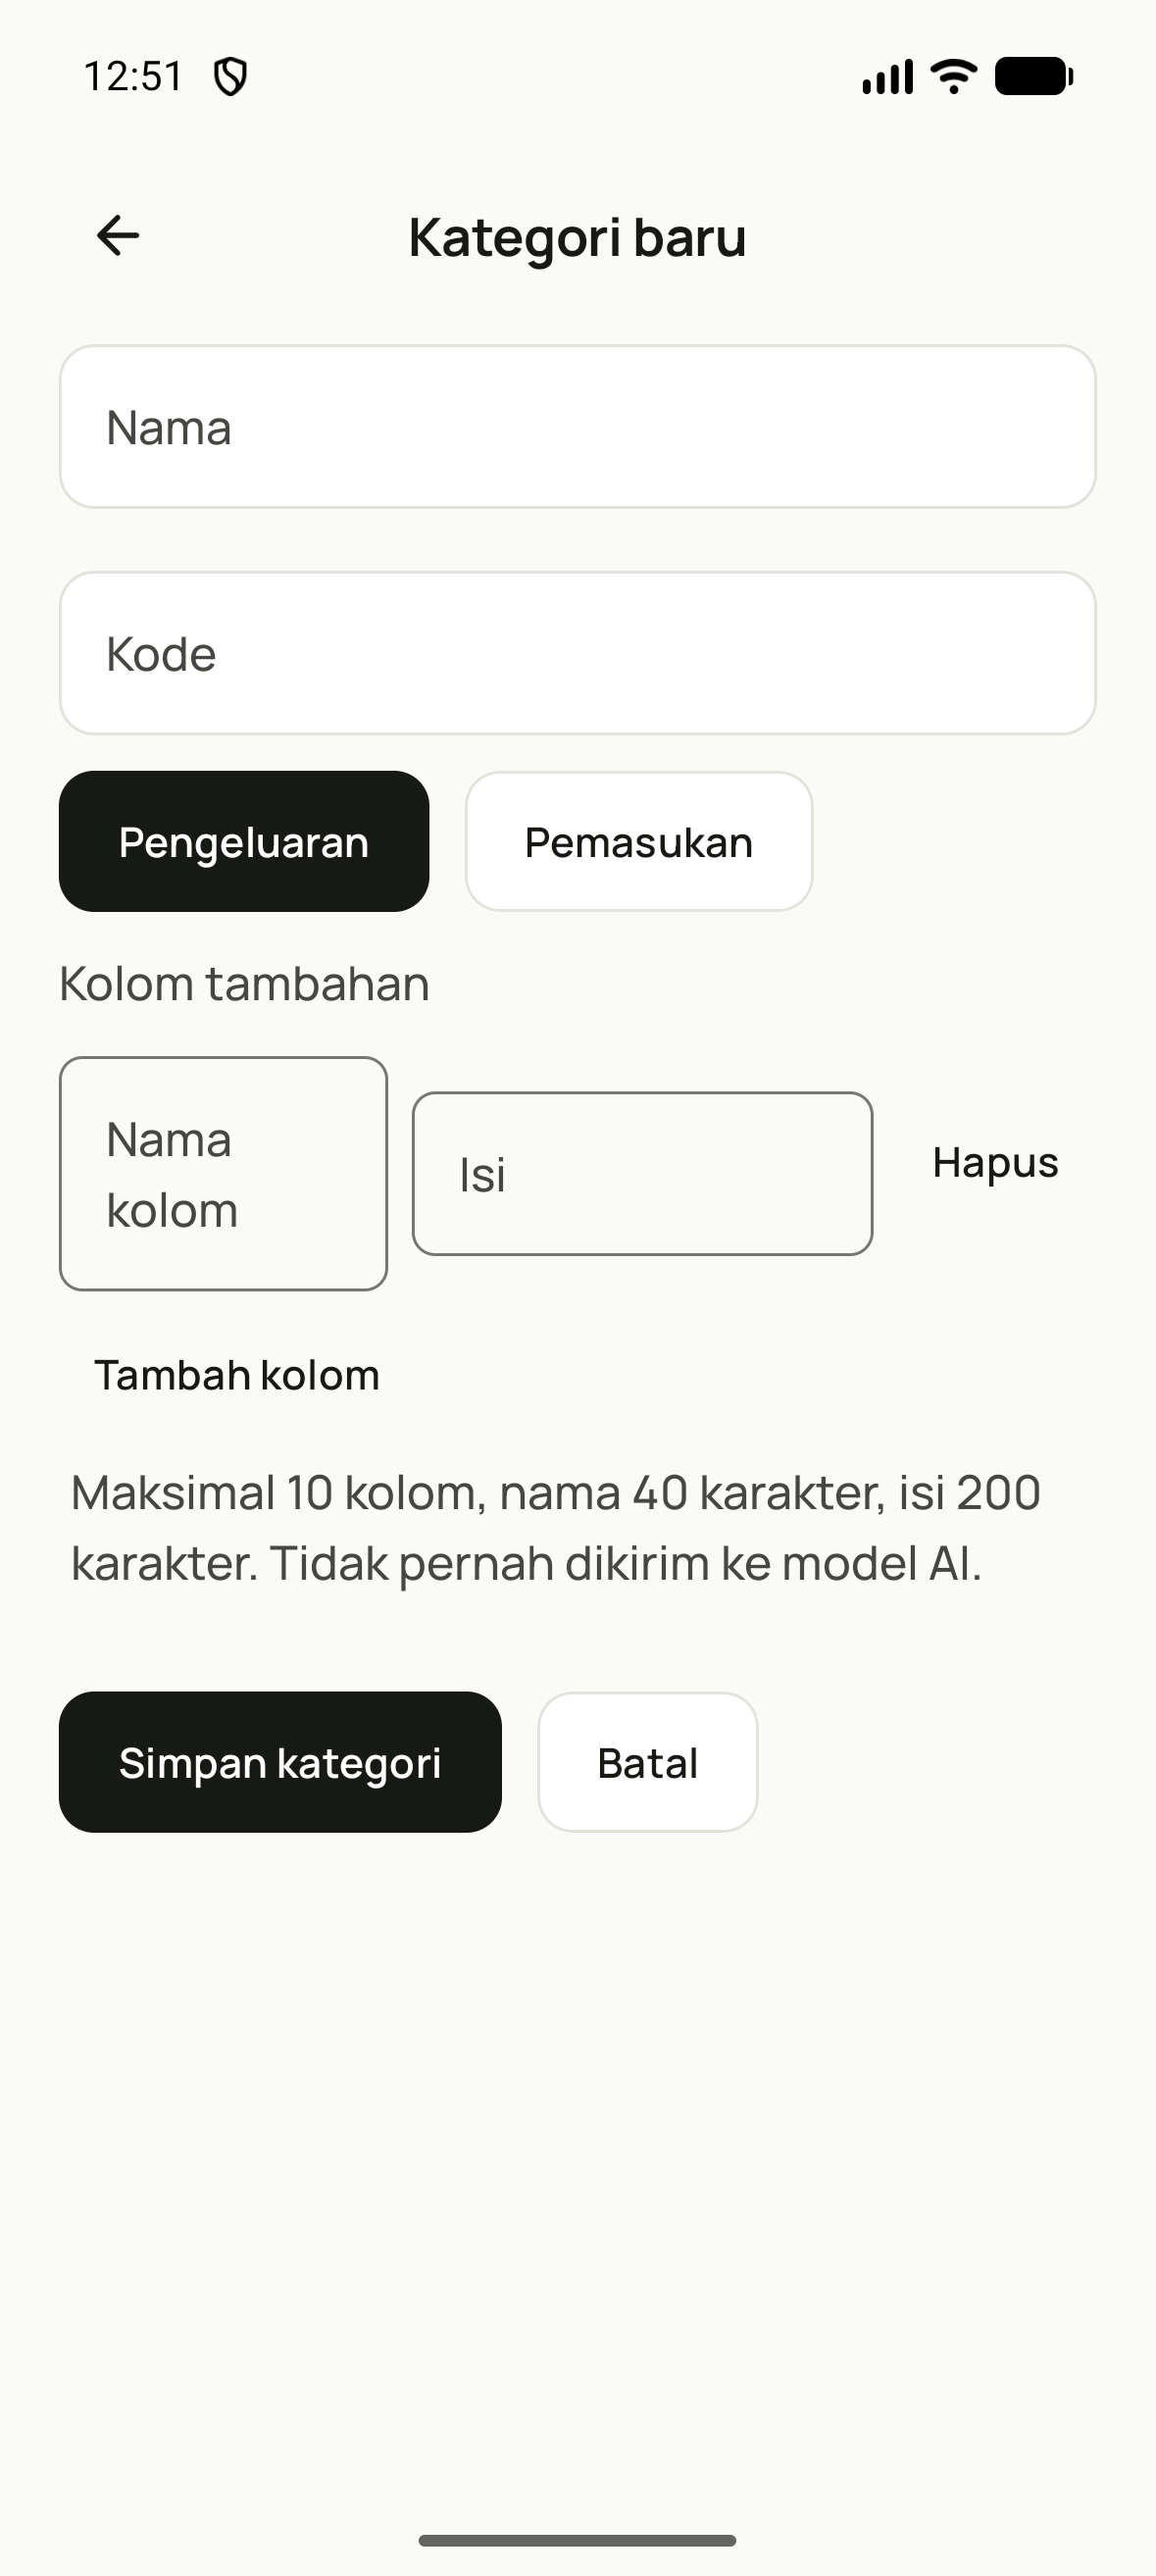 12:51
Kategori baru
Nama
Kode
Pengeluaran
Pemasukan
Kolom tambahan
Nama
kolom
Isi
Hapus
Tambah kolom
Maksimal 10 kolom, nama 40 karakter, isi 200
karakter. Tidak pernah dikirim ke model AI.
Simpan kategori
Batal